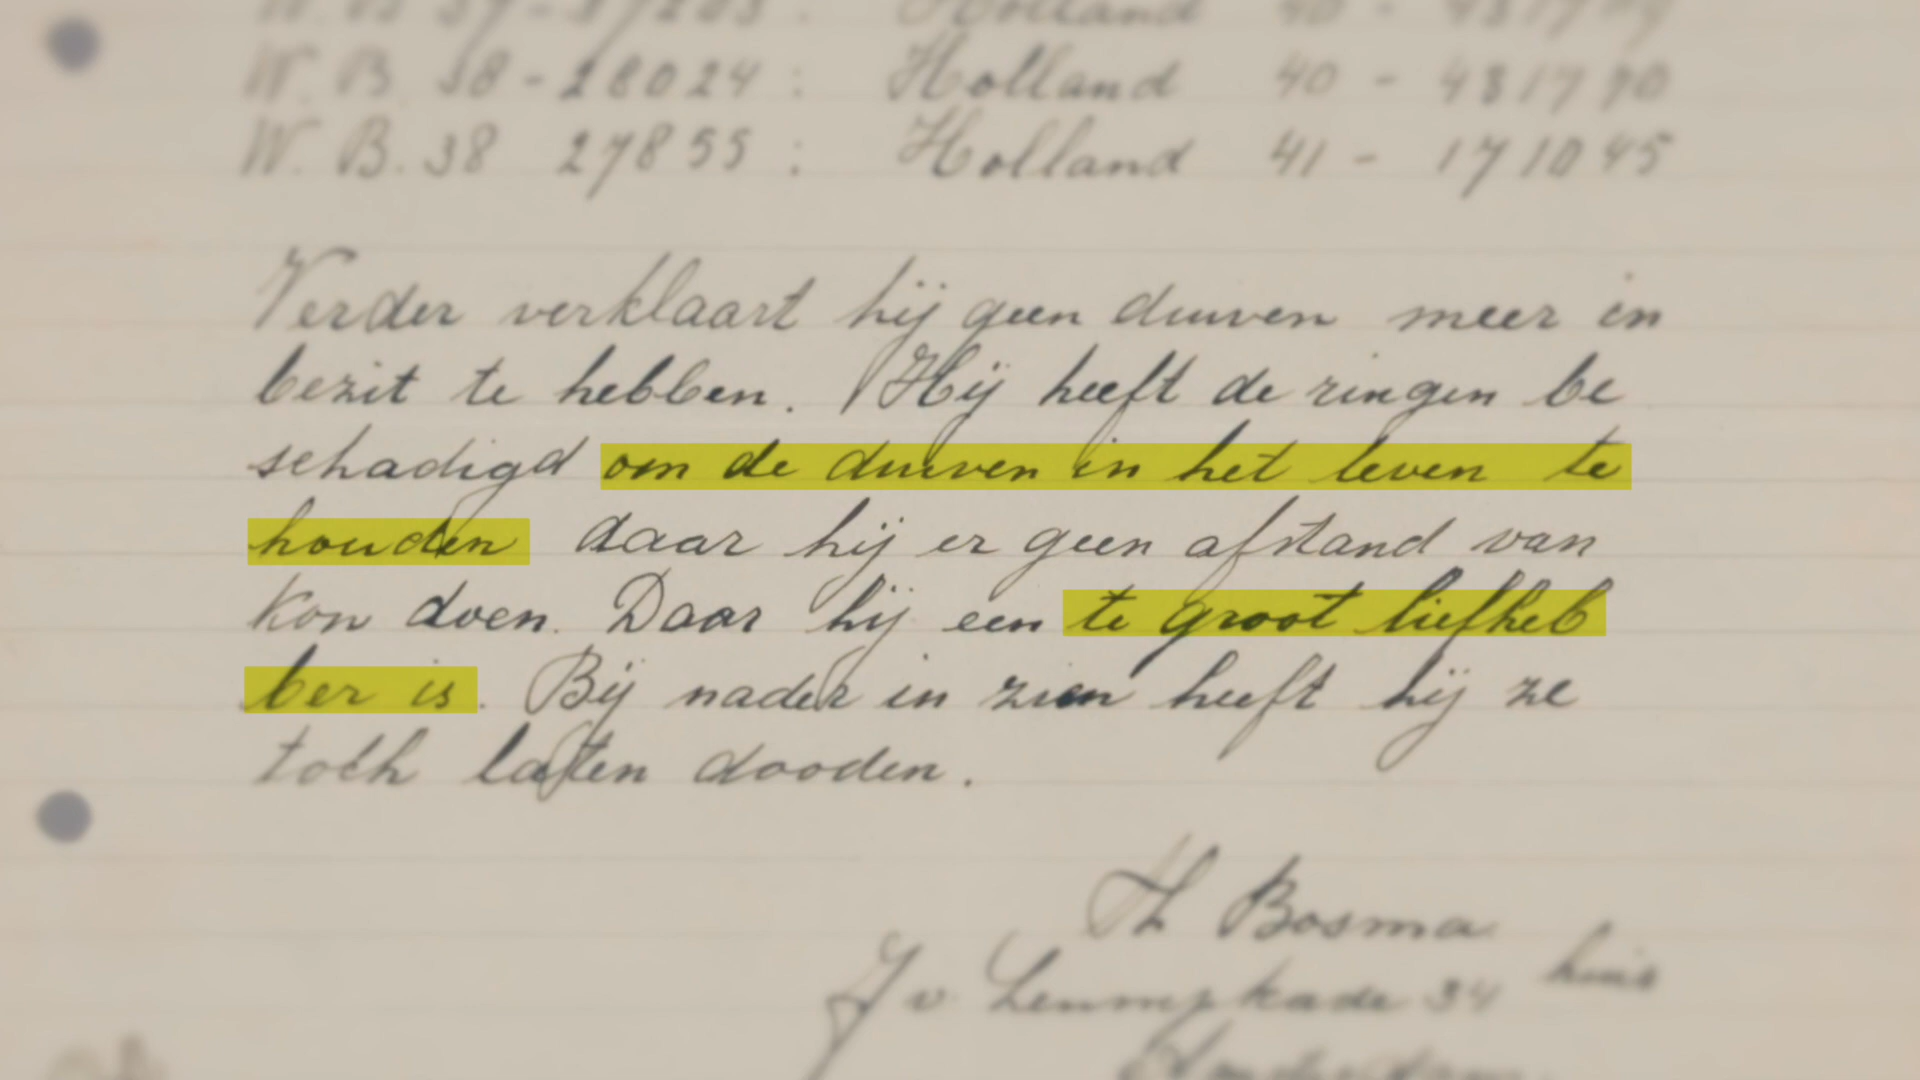 W. B. 38 - 28024 : Holland 40 - 431790
W. B. 38 27855 : Holland 41 - 171045
Verder verklaart hij geen duiven meer in
bezit te hebben. Hij heeft de ringen be
schadigd om de duiven in het leven te
houden daar hij er geen afstand van
kon doen. Daar hij een te groot liefheb
ber is. Bij nader in zien heeft hij ze
toch laten dooden.
Th Bosma
J v. Lennepkade 34 huis
Amsterdam